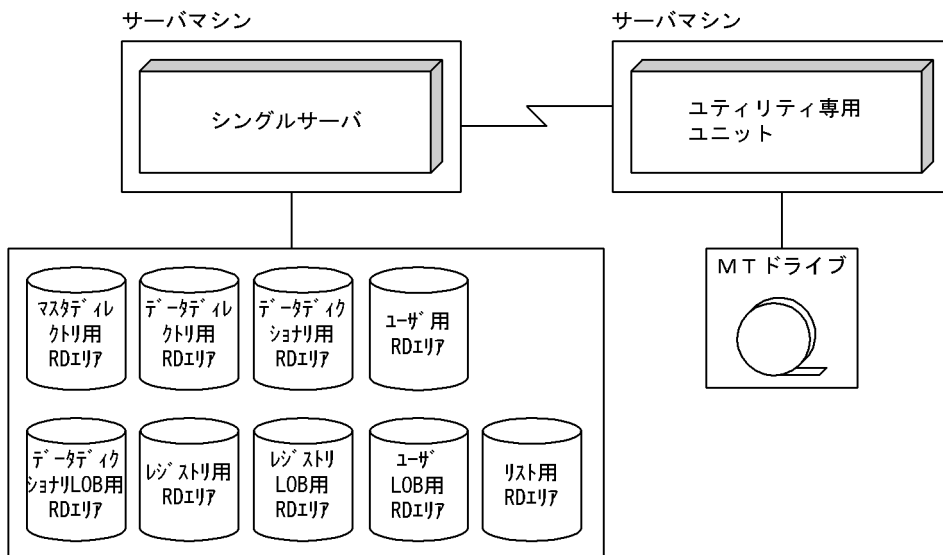 サーバマシン
サーバマシン
シングルサーバ
ユティリティ専用
ユニット
MTドライブ
マスタディレ
クトリ用
RDエリア
データディレ
クトリ用
RDエリア
データディク
ショナリ用
RDエリア
ユーザ用
RDエリア
データディク
ショナリLOB用
RDエリア
レジストリ用
RDエリア
レジストリ
LOB用
RDエリア
ユーザ
LOB用
RDエリア
リスト用
RDエリア